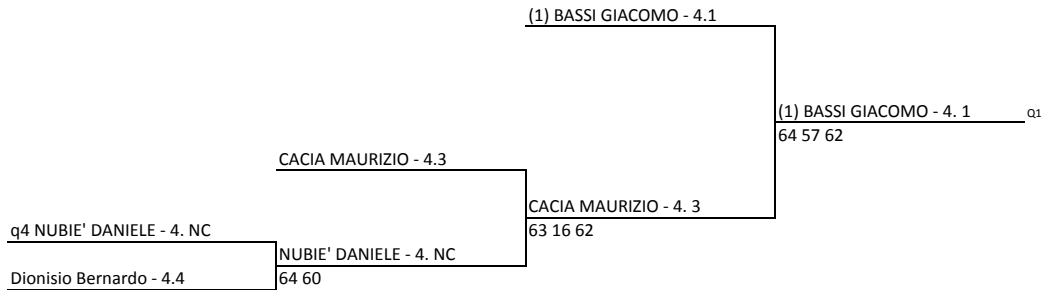 (1) BASSI GIACOMO - 4.1
(1) BASSI GIACOMO - 4. 1
Q1
64 57 62
CACIA MAURIZIO - 4.3
CACIA MAURIZIO - 4. 3
q4 NUBIE' DANIELE - 4. NC
63 16 62
NUBIE' DANIELE - 4. NC
Dionisio Bernardo - 4.4
64 60